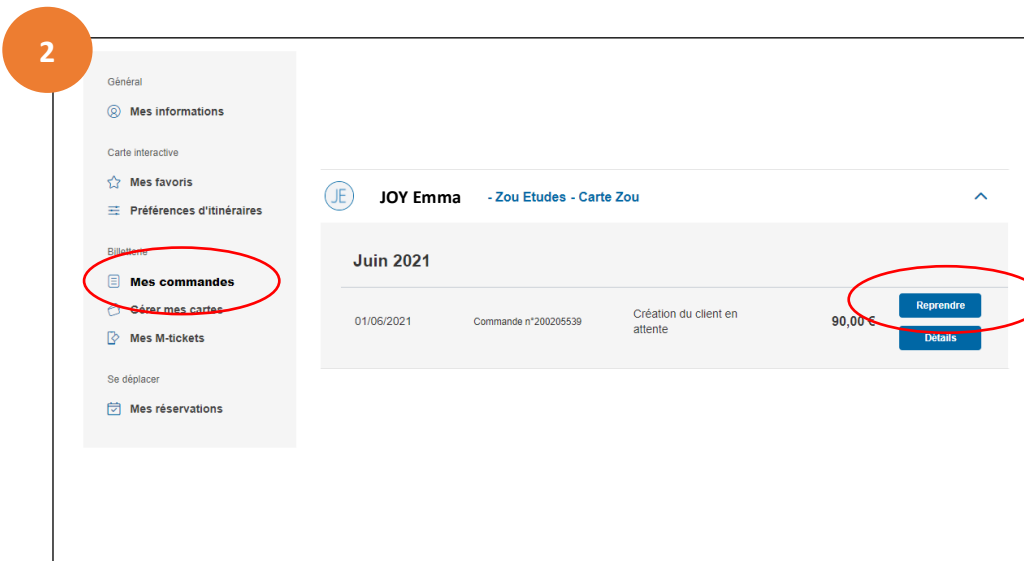 2
Général
Mes informations
Carte interactive
Mes favoris
Préférences d'itinéraires
Billetterie
Mes commandes
Gérer mes cartes
Mes M-tickets
Se déplacer
Mes réservations
JE JOY Emma - Zou Etudes - Carte Zou
Juin 2021
01/06/2021 Commande n°200205539 Création du client en attente 90,00 €
Reprendre
Détails